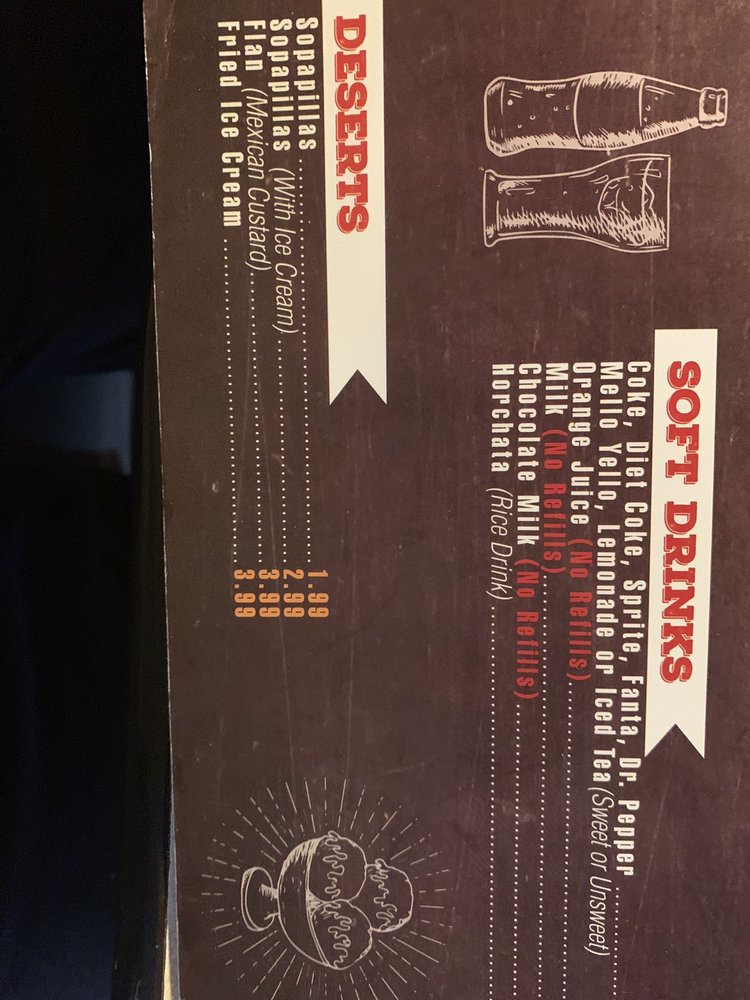 SOFT DRINKS
Coke, Diet Coke, Sprite, Fanta, Dr. Pepper
Mello Yello, Lemonade or Iced Tea (Sweet or Unsweet)
Orange Juice (No Refills)
Milk (No Refills)
Chocolate Milk (No Refills)
Horchata (Rice Drink)
DESERTS
Sopapillas 1.99
Sopapillas (With Ice Cream) 2.99
Flan (Mexican Custard) 3.99
Fried Ice Cream 3.99